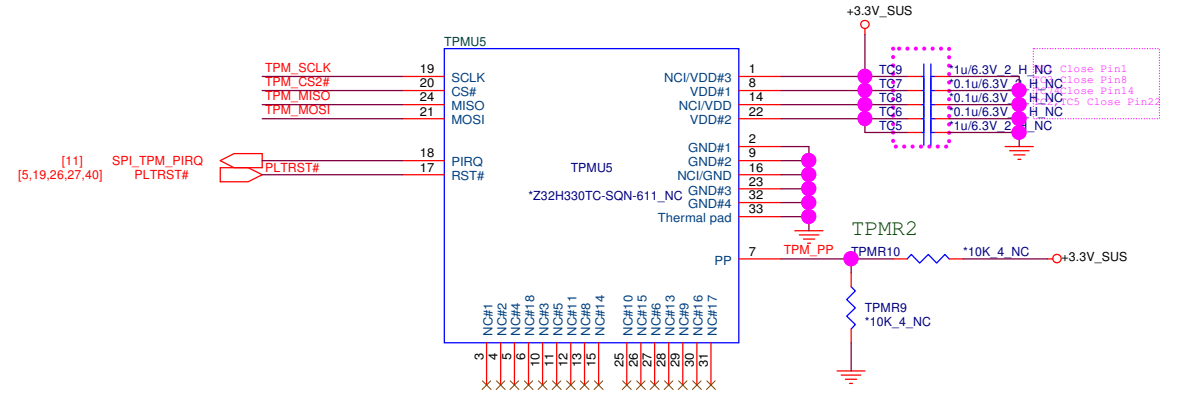 +3.3V_SUS
TPMU5
TPM_SCLK 19 SCLK
TPM_CS2# 20 CS#
TPM_MISO 24 MISO
TPM_MOSI 21 MOSI
[11] SPI_TPM_PIRQ 18 PIRQ
[5,19,26,27,40] PLTRST# PLTRST# 17 RST#
TPMU5
*Z32H330TC-SQN-611_NC
NCI/VDD#3 1
VDD#1 8
NCI/VDD 14
VDD#2 22
GND#1 2
GND#2 9
NCI/GND 16
GND#3 23
GND#4 32
Thermal pad 33
PP 7 TPM_PP
TC9 *1u/6.3V_2_H_NC
TC7 *0.1u/6.3V_2_H_NC
TC8 *0.1u/6.3V_2_H_NC
TC6 *0.1u/6.3V_2_H_NC
TC5 *1u/6.3V_2_H_NC
Close Pin1
Close Pin8
Close Pin14
TC5 Close Pin22
TPMR2
TPMR10 *10K_4_NC +3.3V_SUS
TPMR9
*10K_4_NC
NC#1 NC#2 NC#4 NC#18 NC#3 NC#5 NC#11 NC#8 NC#14 NC#10 NC#15 NC#6 NC#13 NC#9 NC#16 NC#17
3 4 5 6 10 11 12 13 15 25 26 27 28 29 30 31